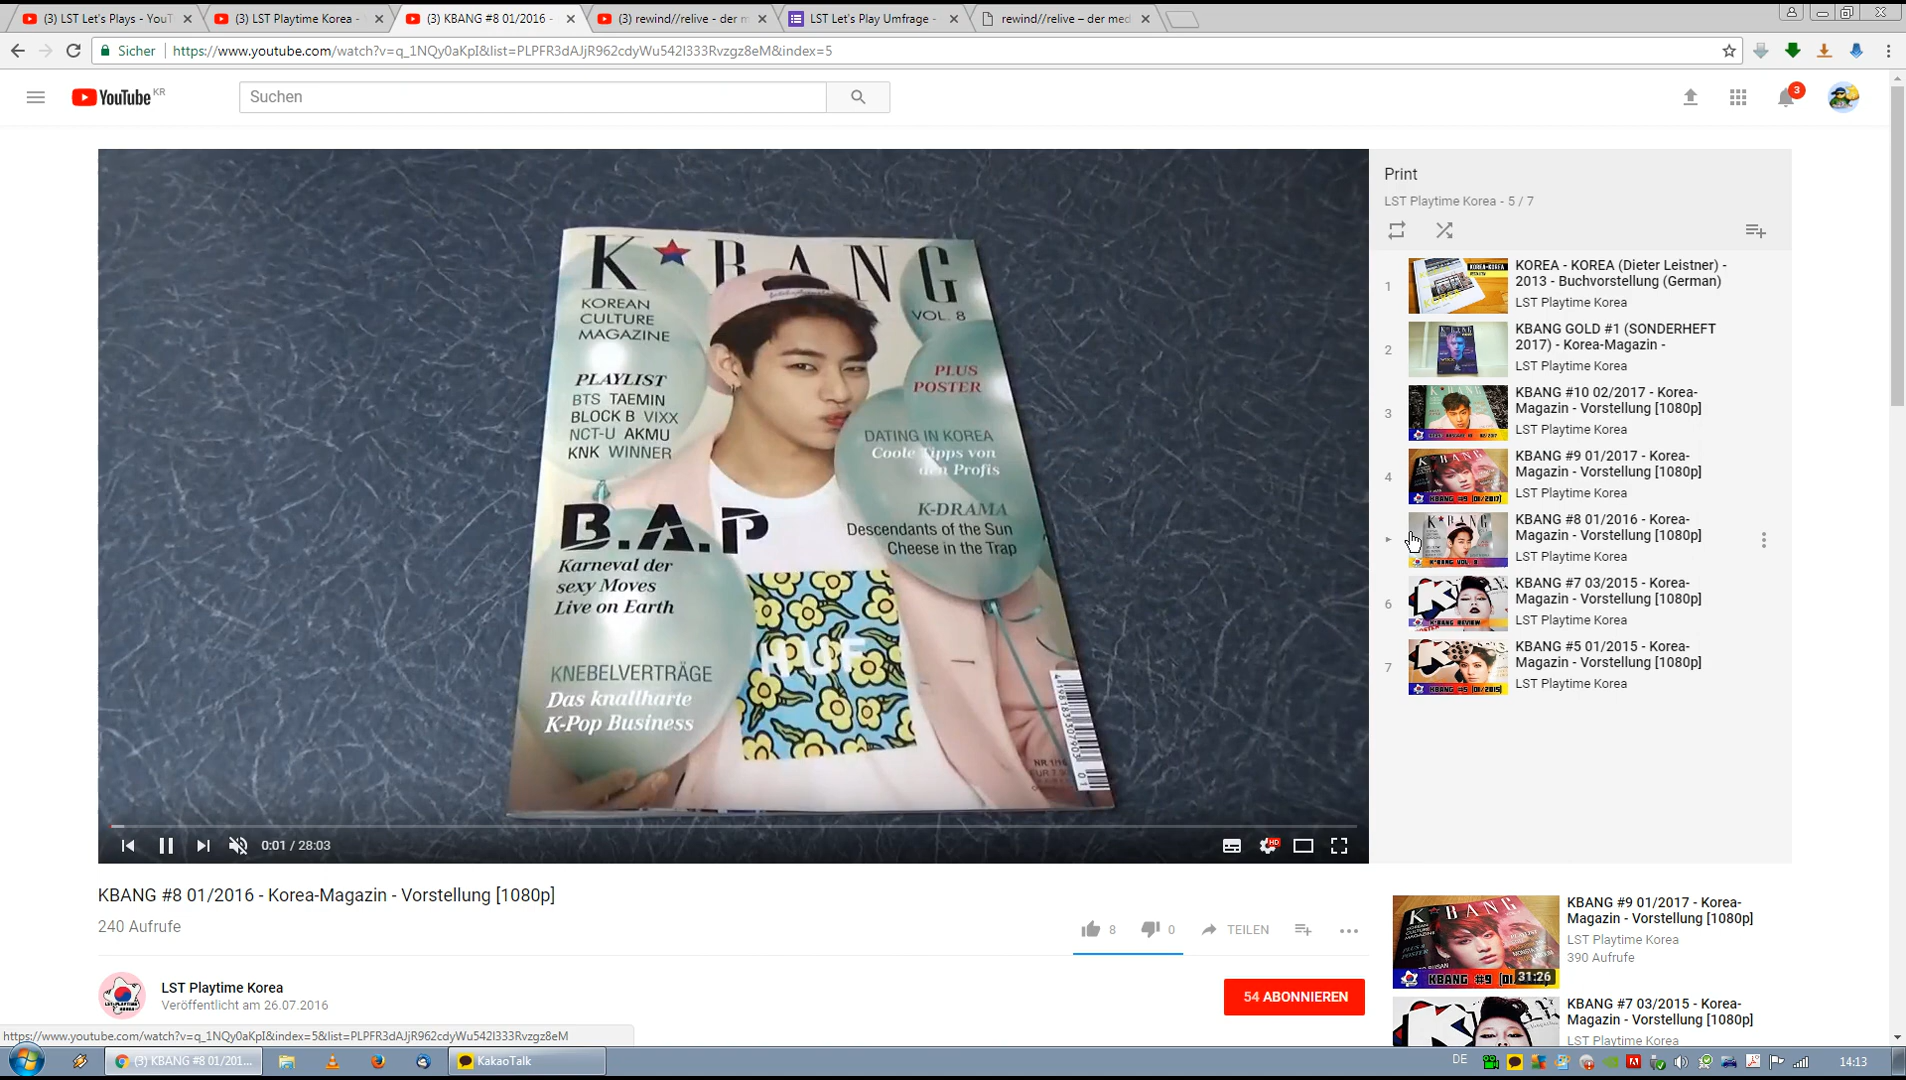 (3) LST Let's Plays - YouT
(3) LST Playtime Korea -
(3) KBANG #8 01/2016 -
(3) rewind//relive - der m
LST Let's Play Umfrage -
rewind//relive – der med
Sicher
https://www.youtube.com/watch?v=q_1NQy0aKpI&list=PLPFR3dAJjR962cdyWu542I333Rvzgz8eM&index=5
YouTube KR
Suchen
3
K★BANG
KOREAN
CULTURE
MAGAZINE
VOL. 8
PLAYLIST
BTS TAEMIN
BLOCK B VIXX
NCT-U AKMU
KNK WINNER
PLUS
POSTER
DATING IN KOREA
Coole Tipps von
den Profis
K-DRAMA
Descendants of the Sun
Cheese in the Trap
B.A.P
Karneval der
sexy Moves
Live on Earth
KNEBELVERTRÄGE
Das knallharte
K-Pop Business
HUF
0:01 / 28:03
HD
Print
LST Playtime Korea - 5 / 7
1
KOREA - KOREA (Dieter Leistner) -
2013 - Buchvorstellung (German)
LST Playtime Korea
2
KBANG GOLD #1 (SONDERHEFT
2017) - Korea-Magazin -
LST Playtime Korea
3
KBANG #10 02/2017 - Korea-
Magazin - Vorstellung [1080p]
LST Playtime Korea
4
KBANG #9 01/2017 - Korea-
Magazin - Vorstellung [1080p]
LST Playtime Korea
KBANG #8 01/2016 - Korea-
Magazin - Vorstellung [1080p]
LST Playtime Korea
6
KBANG #7 03/2015 - Korea-
Magazin - Vorstellung [1080p]
LST Playtime Korea
7
KBANG #5 01/2015 - Korea-
Magazin - Vorstellung [1080p]
LST Playtime Korea
KBANG #8 01/2016 - Korea-Magazin - Vorstellung [1080p]
240 Aufrufe
8
0
TEILEN
LST Playtime Korea
Veröffentlicht am 26.07.2016
54 ABONNIEREN
KBANG #9 01/2017 - Korea-
Magazin - Vorstellung [1080p]
LST Playtime Korea
390 Aufrufe
31:26
KBANG #7 03/2015 - Korea-
Magazin - Vorstellung [1080p]
LST Playtime Korea
https://www.youtube.com/watch?v=q_1NQy0aKpI&index=5&list=PLPFR3dAJjR962cdyWu542I333Rvzgz8eM
(3) KBANG #8 01/201...
KakaoTalk
DE
14:13